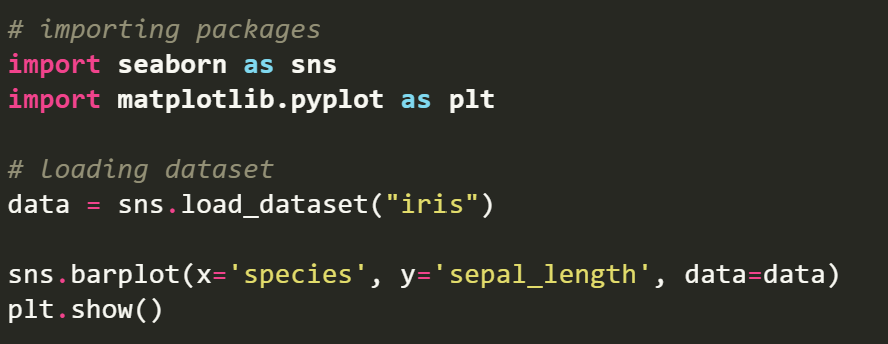 # importing packages
import seaborn as sns
import matplotlib.pyplot as plt
# loading dataset
data = sns.load_dataset("iris")
sns.barplot(x='species', y='sepal_length', data=data)
plt.show()